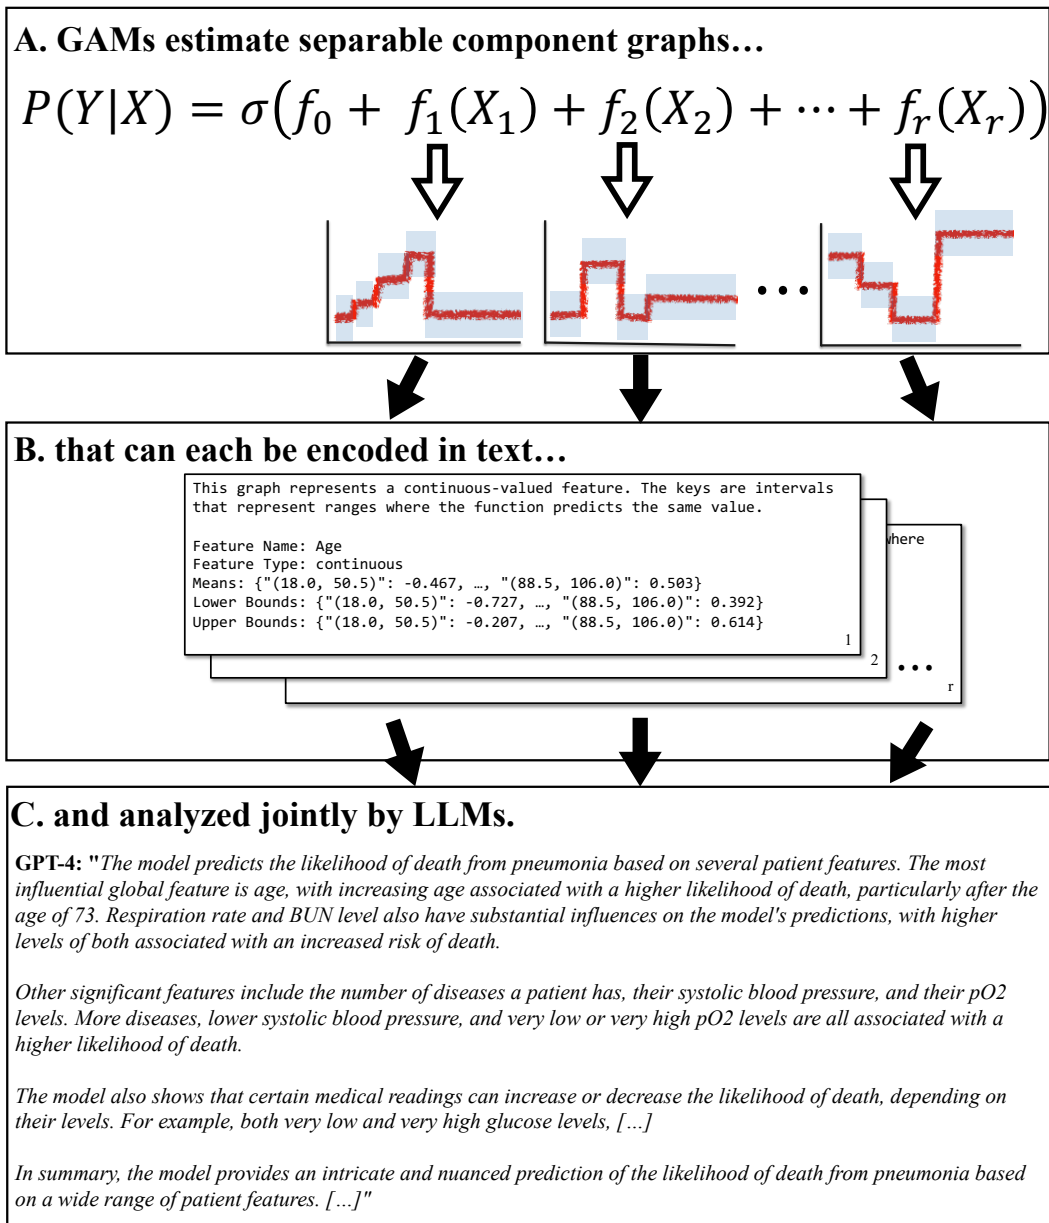 A. GAMs estimate separable component graphs…
P(Y|X) = σ(f₀ + f₁(X₁) + f₂(X₂) + ⋯ + f_r(X_r))
•••
B. that can each be encoded in text…
This graph represents a continuous-valued feature. The keys are intervals
that represent ranges where the function predicts the same value.
where
Feature Name: Age
Feature Type: continuous
Means: {"(18.0, 50.5)": -0.467, …, "(88.5, 106.0)": 0.503}
Lower Bounds: {"(18.0, 50.5)": -0.727, …, "(88.5, 106.0)": 0.392}
Upper Bounds: {"(18.0, 50.5)": -0.207, …, "(88.5, 106.0)": 0.614}
1
2
•••
r
C. and analyzed jointly by LLMs.
GPT-4: "The model predicts the likelihood of death from pneumonia based on several patient features. The most
influential global feature is age, with increasing age associated with a higher likelihood of death, particularly after the
age of 73. Respiration rate and BUN level also have substantial influences on the model's predictions, with higher
levels of both associated with an increased risk of death.
Other significant features include the number of diseases a patient has, their systolic blood pressure, and their pO2
levels. More diseases, lower systolic blood pressure, and very low or very high pO2 levels are all associated with a
higher likelihood of death.
The model also shows that certain medical readings can increase or decrease the likelihood of death, depending on
their levels. For example, both very low and very high glucose levels, […]
In summary, the model provides an intricate and nuanced prediction of the likelihood of death from pneumonia based
on a wide range of patient features. […]"